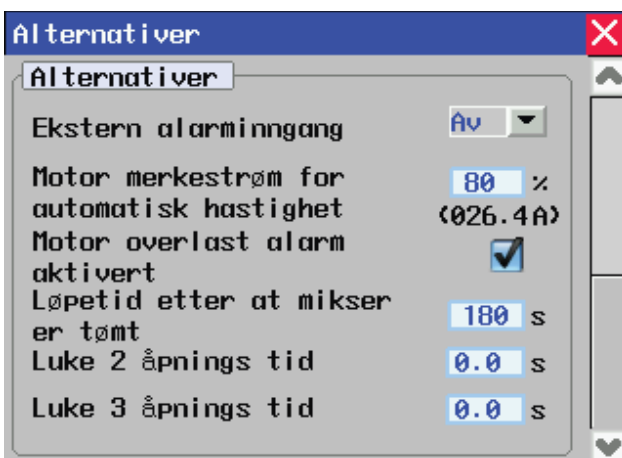 Alternativer
Alternativer
Ekstern alarminngang Av
Motor merkestrøm for 80 %
automatisk hastighet (026.4A)
Motor overlast alarm
aktivert
Løpetid etter at mikser
er tømt 180 s
Luke 2 åpnings tid 0.0 s
Luke 3 åpnings tid 0.0 s